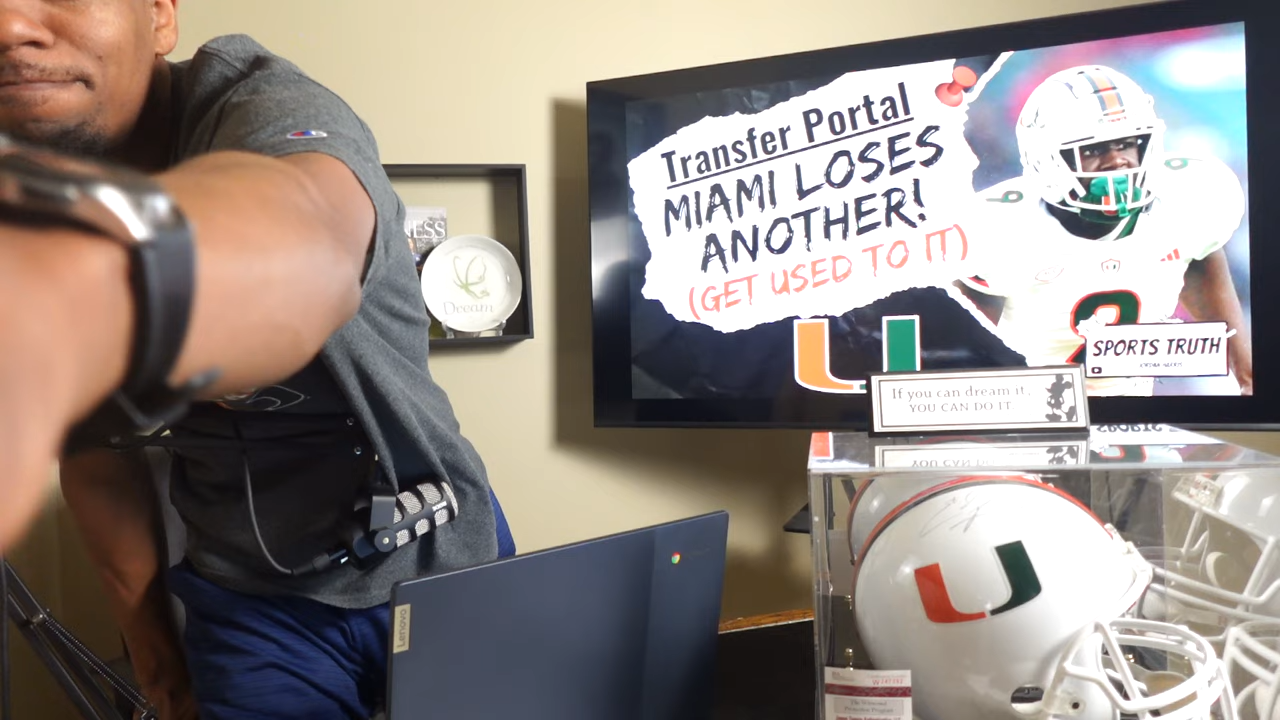 Transfer Portal
MIAMI LOSES
ANOTHER!
(GET USED TO IT)
SPORTS TRUTH
If you can dream it,
YOU CAN DO IT.
Dream
Lenovo